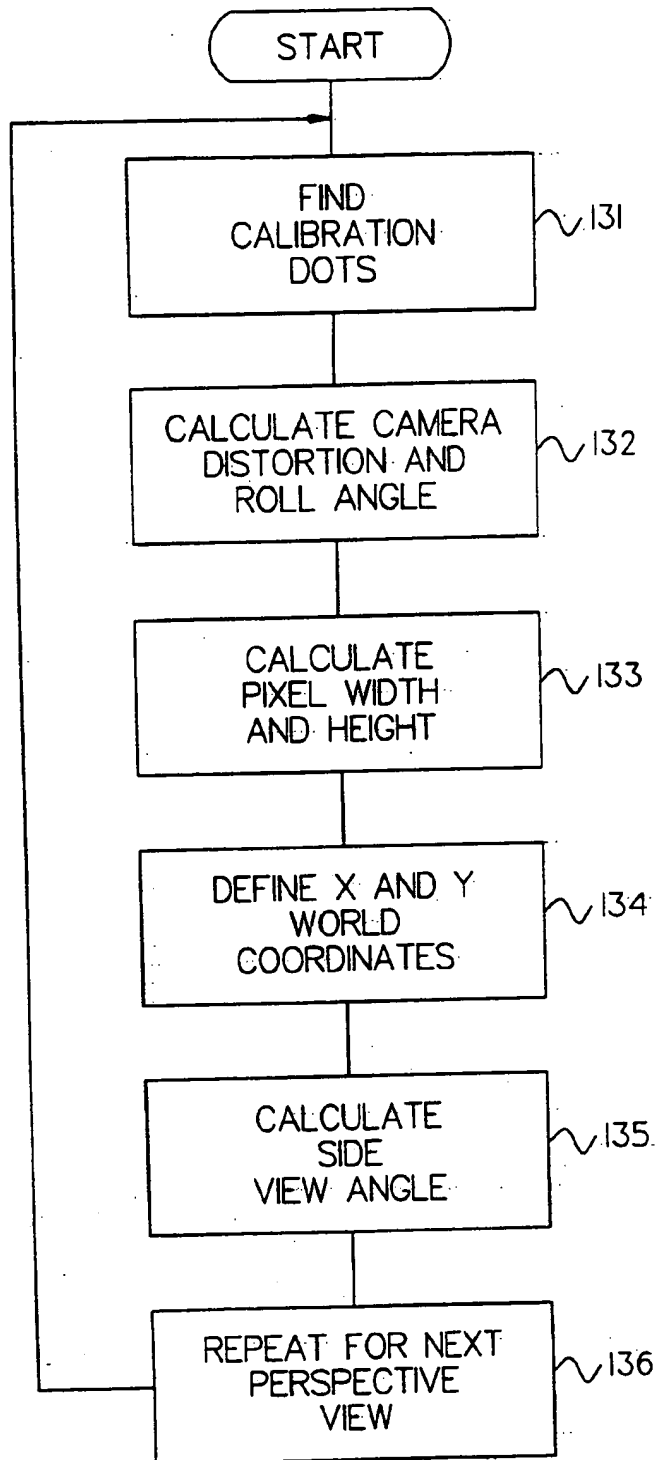 START
FIND
CALIBRATION
DOTS
131
CALCULATE CAMERA
DISTORTION AND
ROLL ANGLE
132
CALCULATE
PIXEL WIDTH
AND HEIGHT
133
DEFINE X AND Y
WORLD
COORDINATES
134
CALCULATE
SIDE
VIEW ANGLE
135
REPEAT FOR NEXT
PERSPECTIVE
VIEW
136